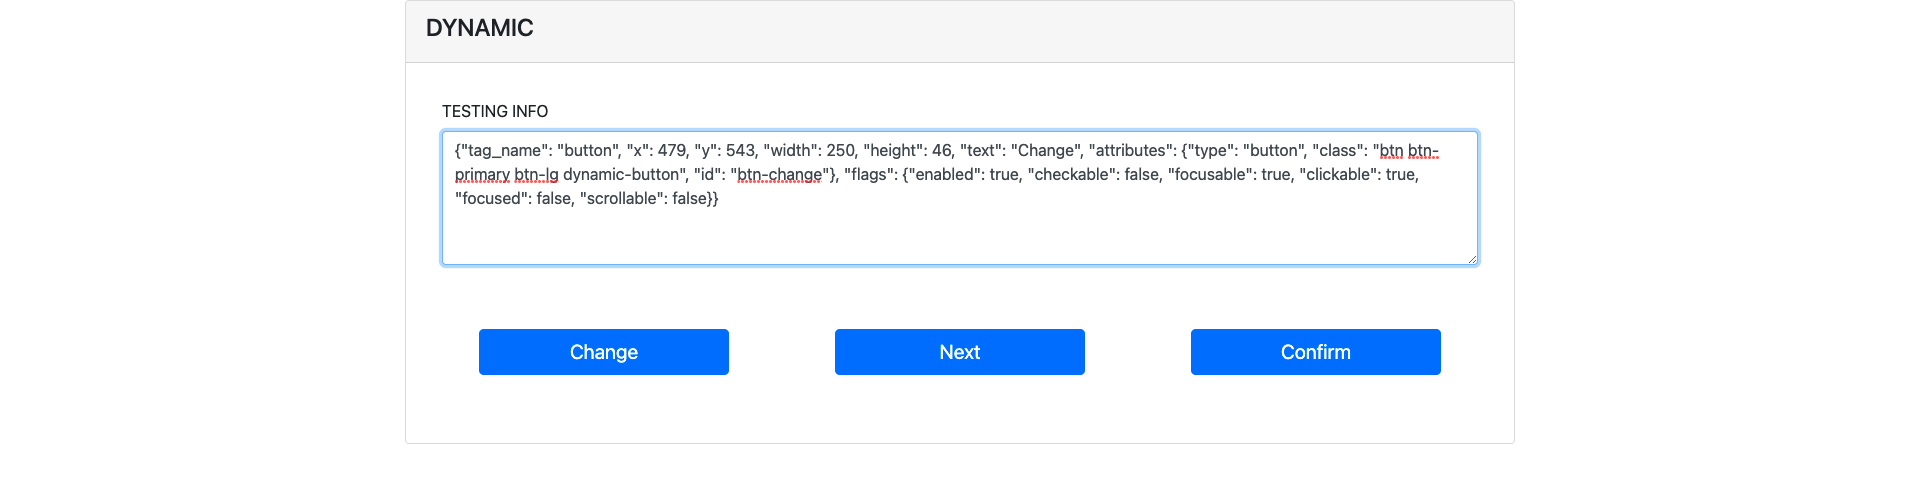 DYNAMIC
TESTING INFO
{"tag_name": "button", "x": 479, "y": 543, "width": 250, "height": 46, "text": "Change", "attributes": {"type": "button", "class": "btn btn-
primary btn-lg dynamic-button", "id": "btn-change"}, "flags": {"enabled": true, "checkable": false, "focusable": true, "clickable": true,
"focused": false, "scrollable": false}}
Change Next Confirm